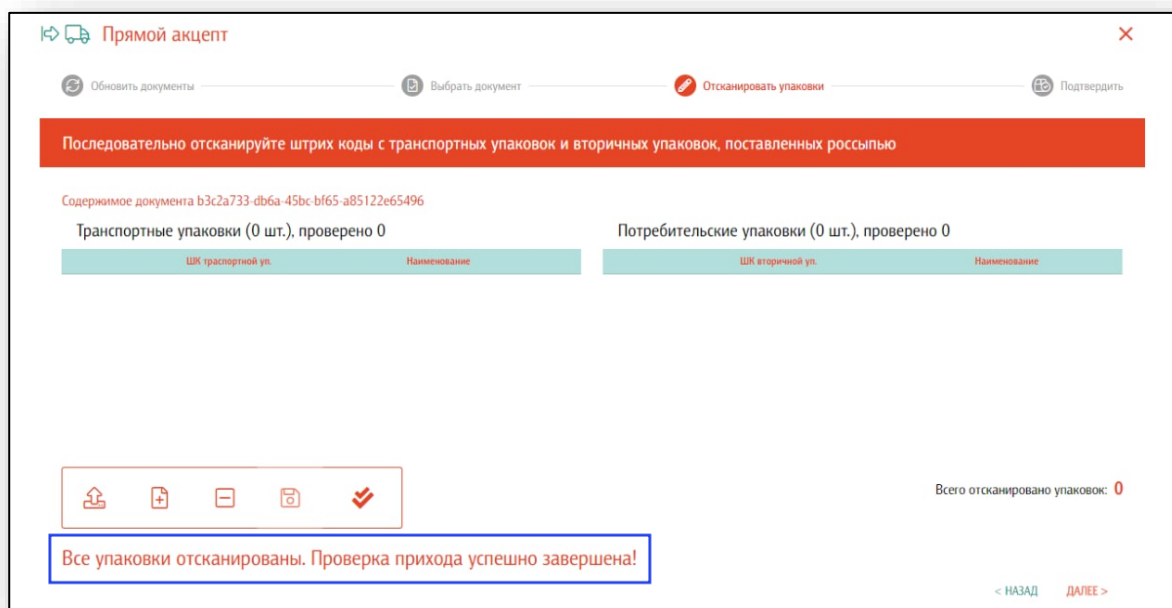 Прямой акцепт
Обновить документы
Выбрать документ
Отсканировать упаковки
Подтвердить
Последовательно отсканируйте штрих коды с транспортных упаковок и вторичных упаковок, поставленных россыпью
Содержимое документа b3c2a733-db6a-45bc-bf65-a85122e65496
Транспортные упаковки (0 шт.), проверено 0
Потребительские упаковки (0 шт.), проверено 0
ШК траспортной уп.
Наименование
ШК вторичной уп.
Наименование
Всего отсканировано упаковок: 0
Все упаковки отсканированы. Проверка прихода успешно завершена!
< НАЗАД
ДАЛЕЕ >